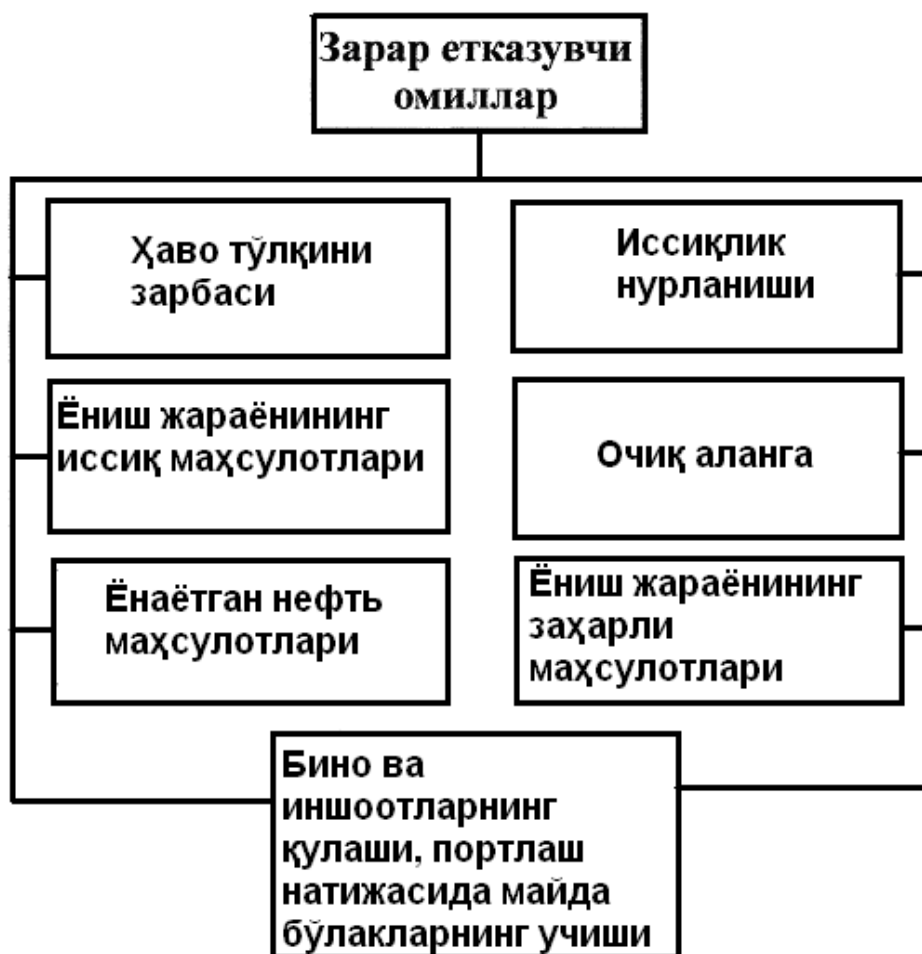 Зарар етказувчи
омиллар
Ҳаво тўлқини
зарбаси
Иссиқлик
нурланиши
Ёниш жараёнининг
иссиқ маҳсулотлари
Очиқ аланга
Ёнаётган нефть
маҳсулотлари
Ёниш жараёнининг
заҳарли
маҳсулотлари
Бино ва
иншоотларнинг
қулаши, портлаш
натижасида майда
бўлакларнинг учиши